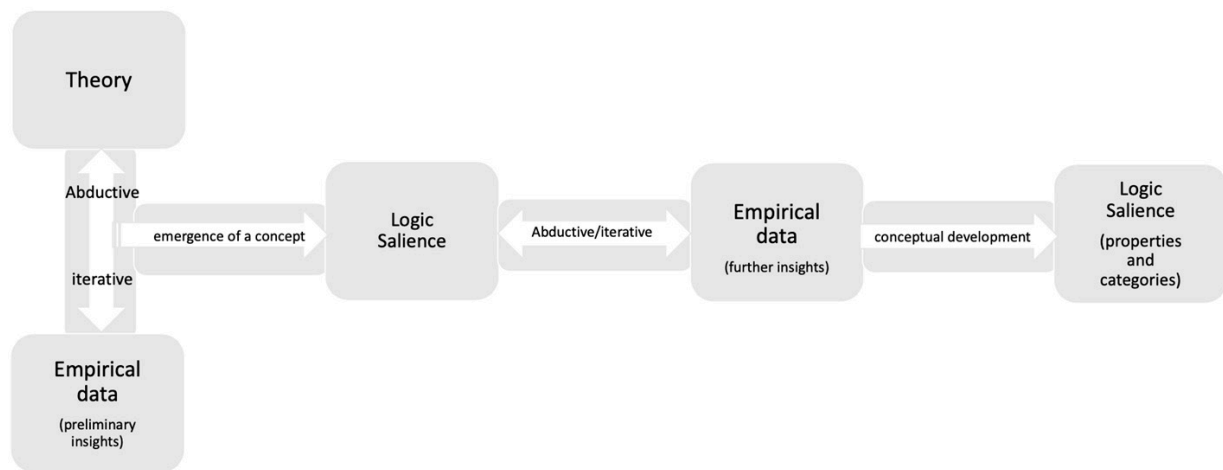 Theory
Abductive
iterative
Empirical
data
(preliminary
insights)
emergence of a concept
Logic
Salience
Abductive/iterative
Empirical
data
(further insights)
conceptual development
Logic
Salience
(properties
and
categories)